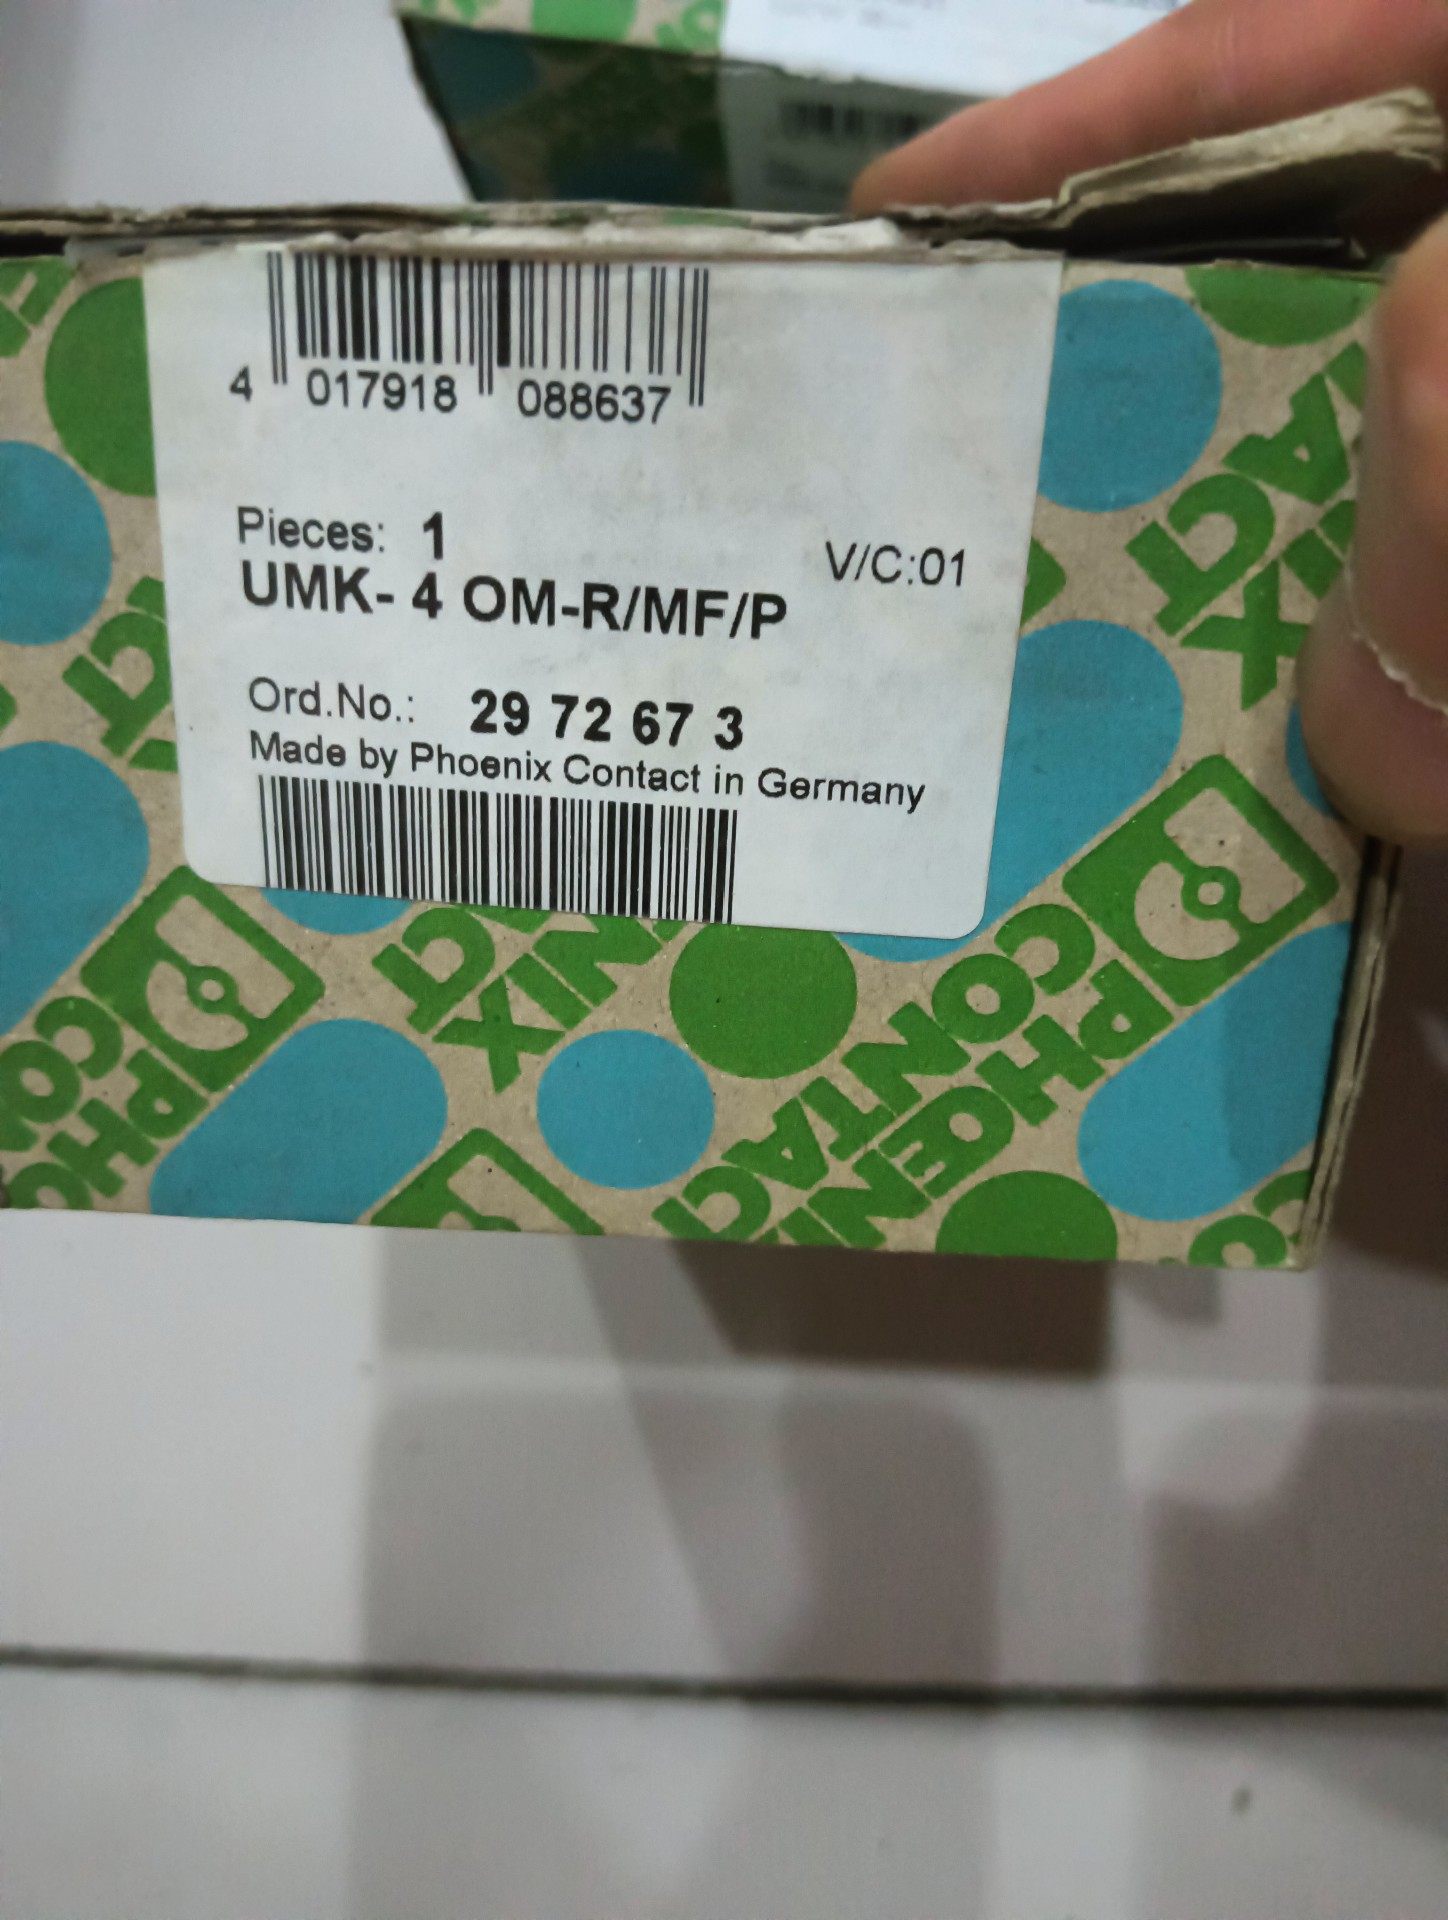 4 017918 088637
Pieces: 1
V/C:01
UMK- 4 OM-R/MF/P
Ord.No.: 29 72 67 3
Made by Phoenix Contact in Germany
PHOENIX
CONTACT